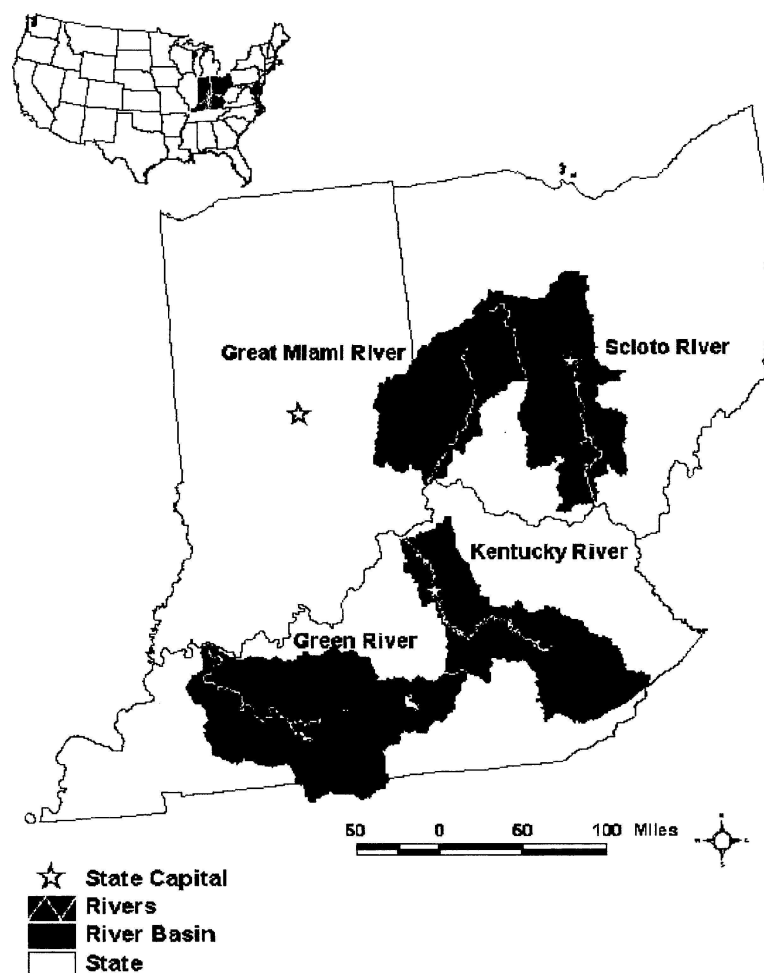 Great Miami River
Scioto River
Kentucky River
Green River
50 0 50 100 Miles
N
W E
S
State Capital
Rivers
River Basin
State